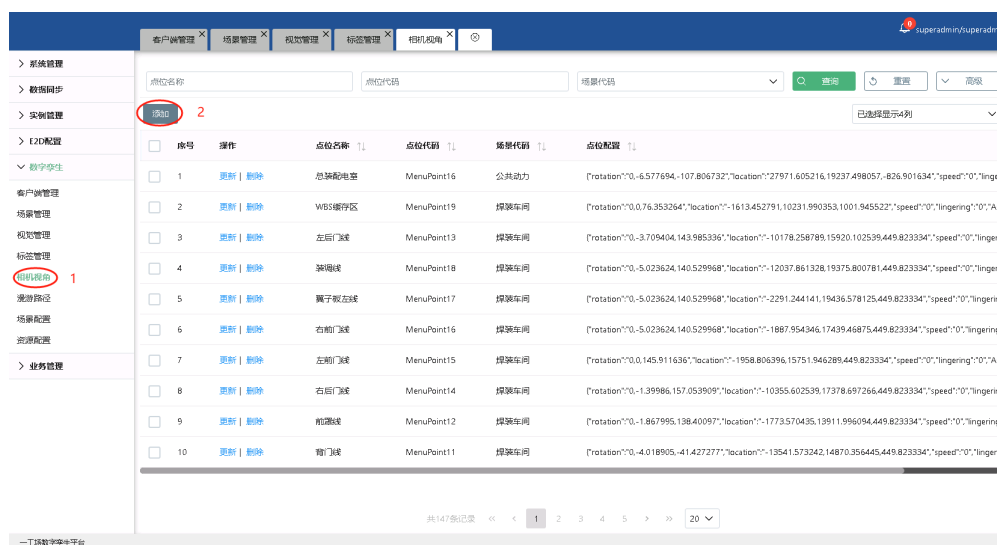 superadmin/superadm
客户端管理 X 场景管理 X 视觉管理 X 标签管理 X 相机视角 X
> 系统管理
> 数据同步
> 实例管理
> E2D配置
数字孪生
客户端管理
场景管理
视觉管理
标签管理
相机视角 1
漫游路径
场景配置
资源配置
> 业务管理
点位名称 点位代码 场景代码 查询 重置 高级
添加 2 已选择显示4列
序号 操作 点位名称 点位代码 场景代码 点位配置
1 更新 | 删除 总装配电室 MenuPoint16 公共动力 {"rotation":"0,-6.577694,-107.806732","location":"27971.605216,19237.498057,-826.901634","speed":"0","linge
2 更新 | 删除 WBS缓存区 MenuPoint19 焊装车间 {"rotation":"0,0,76.353264","location":"-1613.452791,10231.990353,1001.945522","speed":"0","lingering":"0","A
3 更新 | 删除 左后门线 MenuPoint13 焊装车间 {"rotation":"0,-3.709404,143.985336","location":"-10178.258789,15920.102539,449.823334","speed":"0","linger
4 更新 | 删除 装调线 MenuPoint18 焊装车间 {"rotation":"0,-5.023624,140.529968","location":"-12037.861328,19375.800781,449.823334","speed":"0","linger
5 更新 | 删除 翼子板左线 MenuPoint17 焊装车间 {"rotation":"0,-5.023624,140.529968","location":"-2291.244141,19436.578125,449.823334","speed":"0","lingerin
6 更新 | 删除 右前门线 MenuPoint16 焊装车间 {"rotation":"0,-5.023624,140.529968","location":"-1887.954346,17439.46875,449.823334","speed":"0","lingering
7 更新 | 删除 左前门线 MenuPoint15 焊装车间 {"rotation":"0,0,145.911636","location":"-1958.806396,15751.946289,449.823334","speed":"0","lingering":"0","A
8 更新 | 删除 右后门线 MenuPoint14 焊装车间 {"rotation":"0,-1.39986,157.053909","location":"-10355.602539,17378.697266,449.823334","speed":"0","lingerin
9 更新 | 删除 前罩线 MenuPoint12 焊装车间 {"rotation":"0,-1.867995,138.40097","location":"-1773.570435,13911.996094,449.823334","speed":"0","lingering
10 更新 | 删除 背门线 MenuPoint11 焊装车间 {"rotation":"0,-4.018905,-41.427277","location":"-13541.573242,14870.356445,449.823334","speed":"0","linger
共147条记录 « < 1 2 3 4 5 > » 20
一工场数字孪生平台